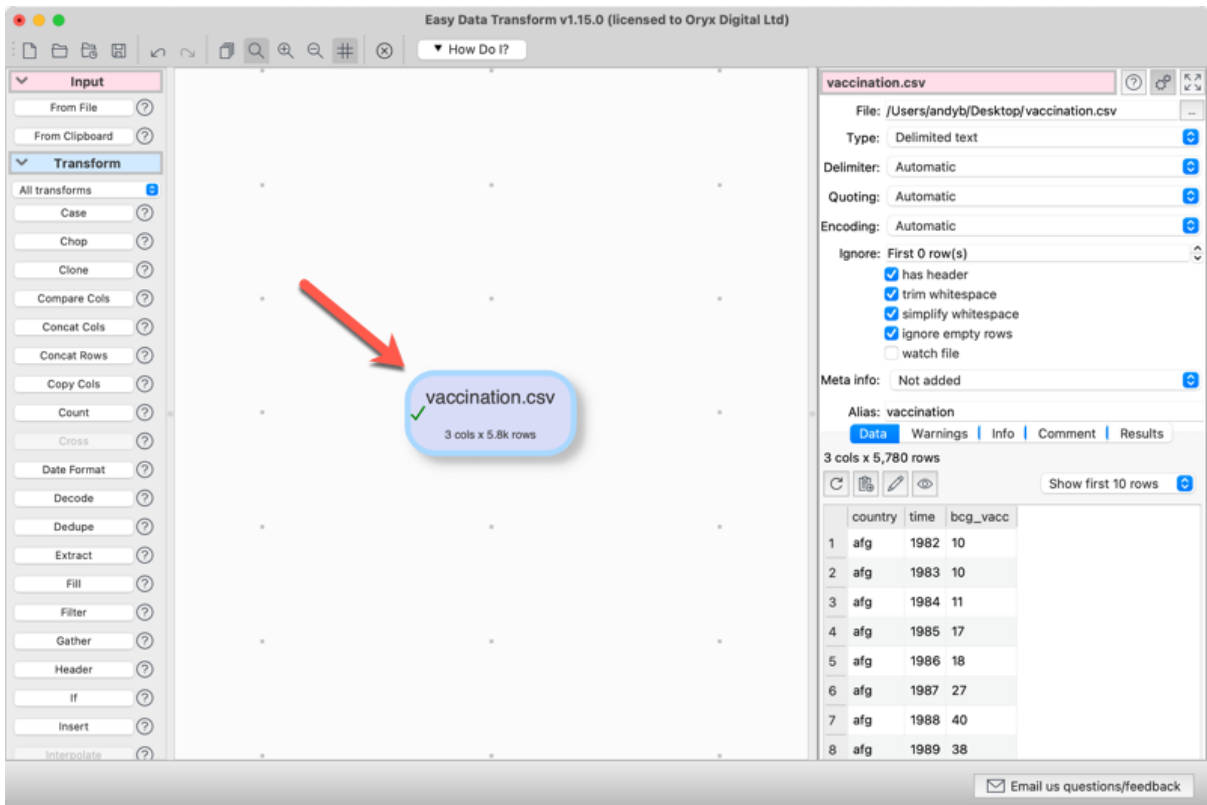 Easy Data Transform v1.15.0 (licensed to Oryx Digital Ltd)
▼ How Do I?
Input
From File ?
From Clipboard ?
Transform
All transforms
Case ?
Chop ?
Clone ?
Compare Cols ?
Concat Cols ?
Concat Rows ?
Copy Cols ?
Count ?
Cross ?
Date Format ?
Decode ?
Dedupe ?
Extract ?
Fill ?
Filter ?
Gather ?
Header ?
If ?
Insert ?
Interpolate ?
vaccination.csv
3 cols x 5.8k rows
vaccination.csv ?
File: /Users/andyb/Desktop/vaccination.csv ...
Type: Delimited text
Delimiter: Automatic
Quoting: Automatic
Encoding: Automatic
Ignore: First 0 row(s)
has header
trim whitespace
simplify whitespace
ignore empty rows
watch file
Meta info: Not added
Alias: vaccination
Data Warnings Info Comment Results
3 cols x 5,780 rows
Show first 10 rows
country time bcg_vacc
1 afg 1982 10
2 afg 1983 10
3 afg 1984 11
4 afg 1985 17
5 afg 1986 18
6 afg 1987 27
7 afg 1988 40
8 afg 1989 38
Email us questions/feedback